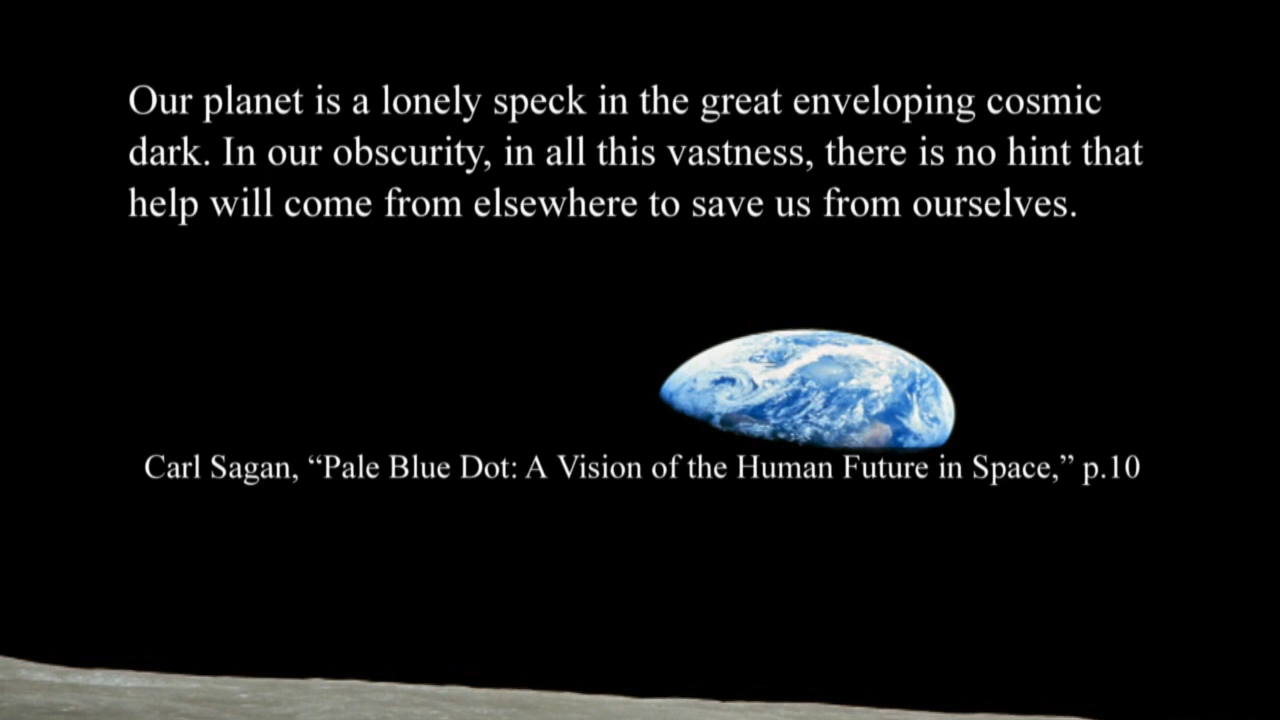 Our planet is a lonely speck in the great enveloping cosmic
dark. In our obscurity, in all this vastness, there is no hint that
help will come from elsewhere to save us from ourselves.
Carl Sagan, “Pale Blue Dot: A Vision of the Human Future in Space,” p.10